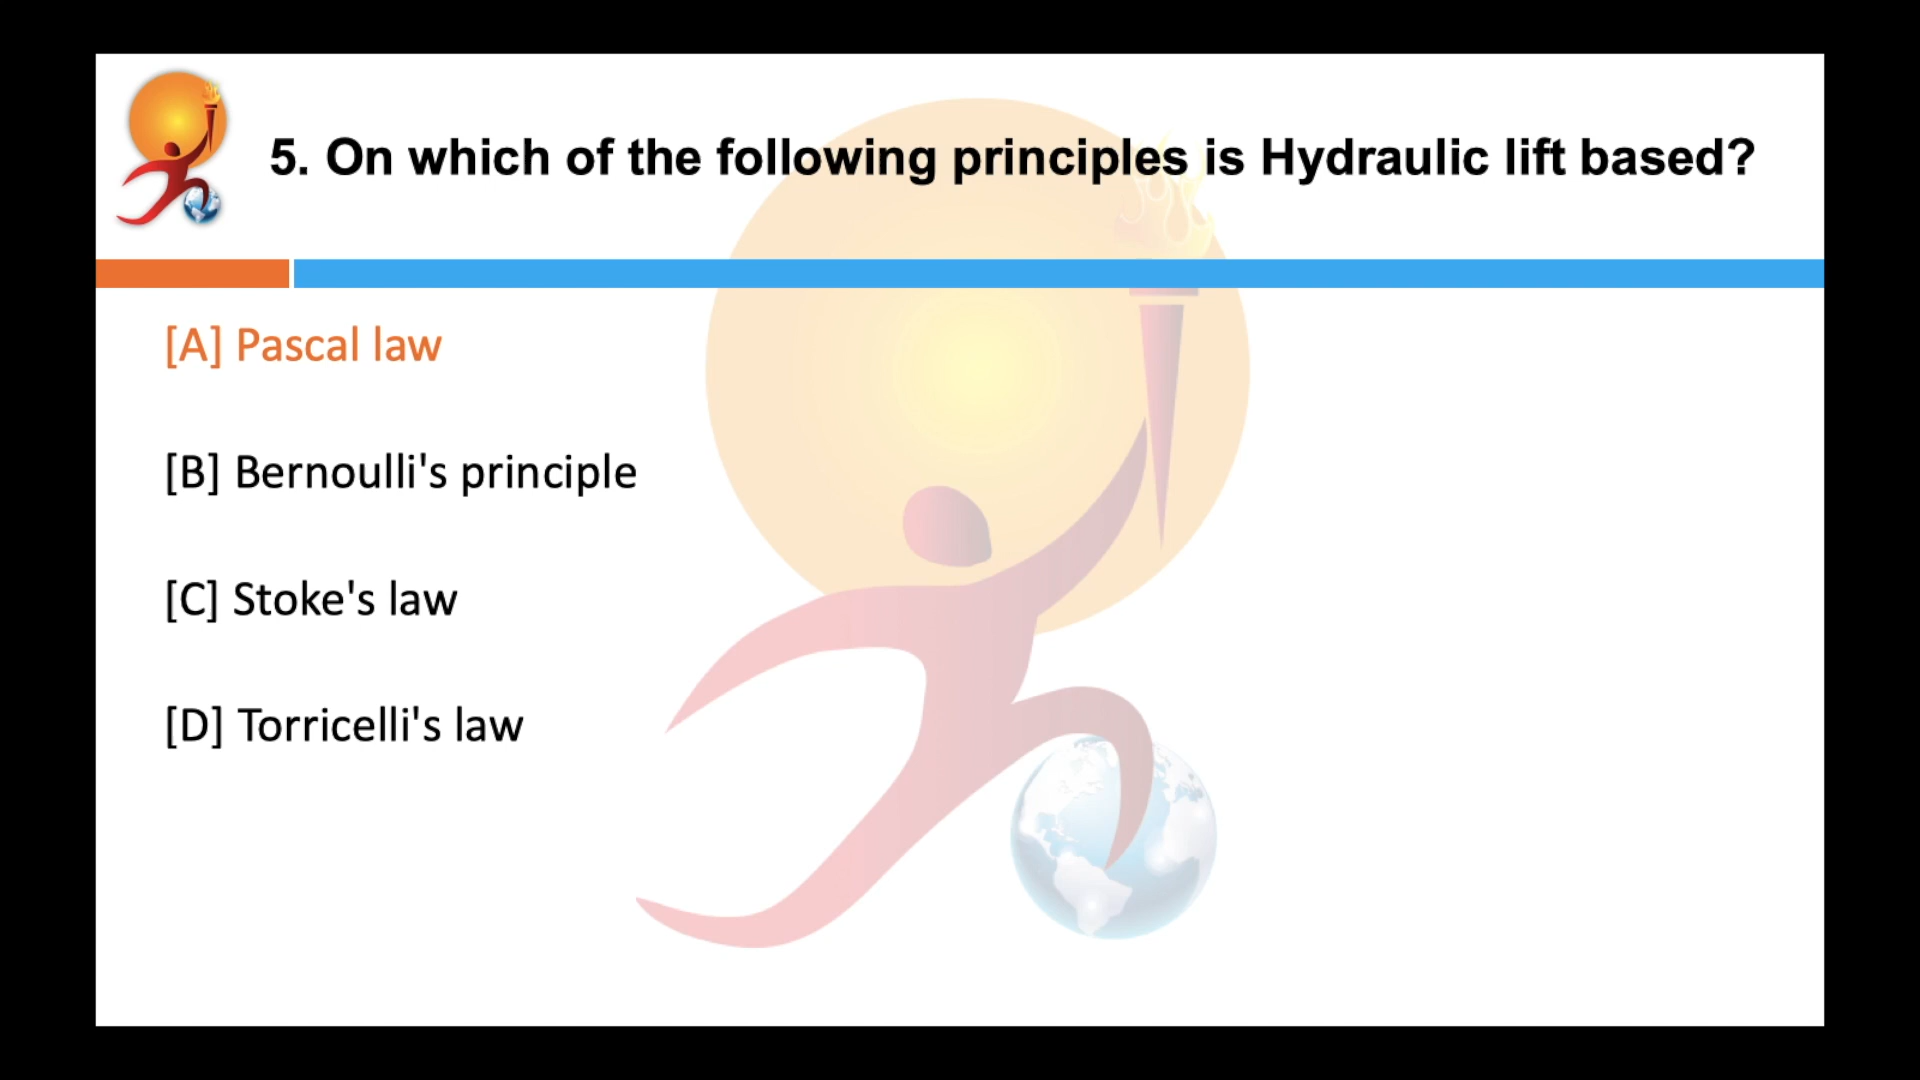 5. On which of the following principles is Hydraulic lift based?
[A] Pascal law
[B] Bernoulli's principle
[C] Stoke's law
[D] Torricelli's law